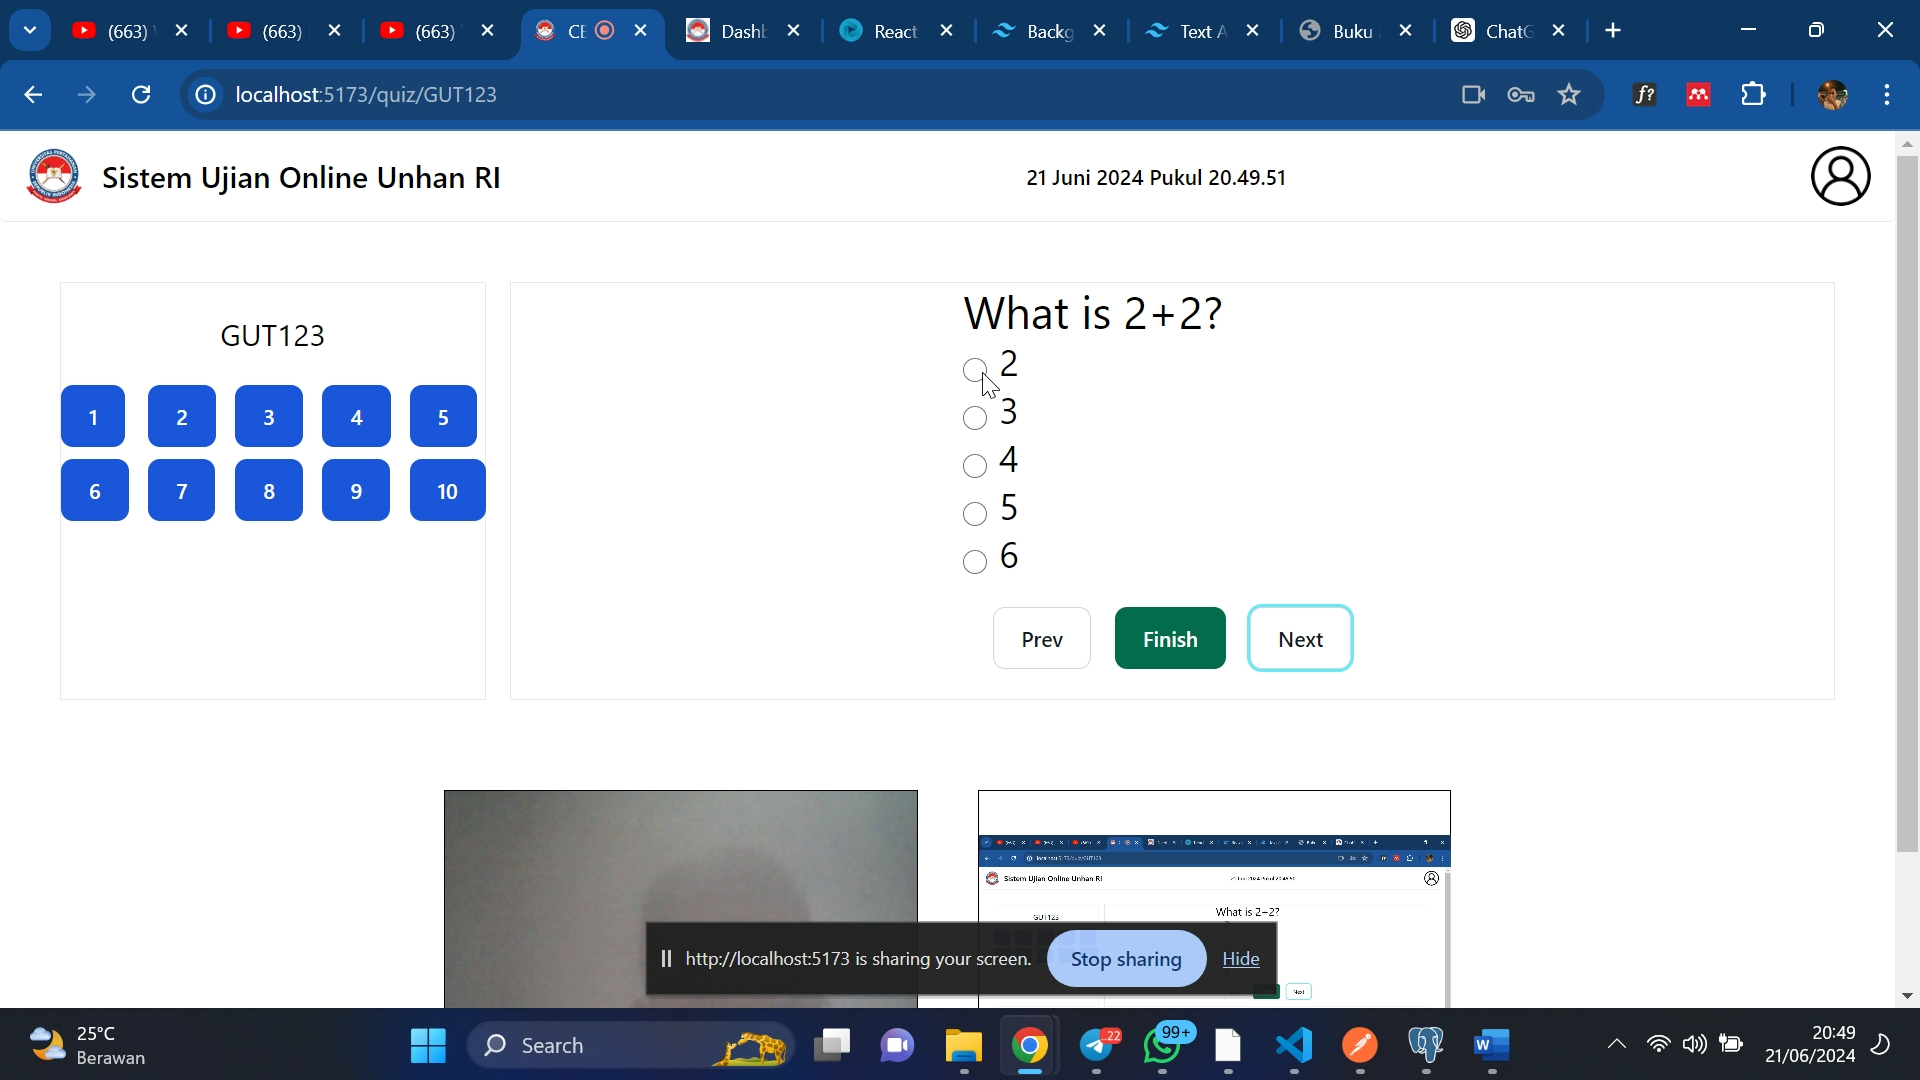 (663)
(663)
(663)
CE
Dashb
React
Backg
Text A
Buku
ChatG
localhost:5173/quiz/GUT123
Sistem Ujian Online Unhan RI
21 Juni 2024 Pukul 20.49.51
GUT123
1 2 3 4 5
6 7 8 9 10
What is 2+2?
2
3
4
5
6
Prev
Finish
Next
Sistem Ujian Online Unhan RI
GUT123
What is 2+2?
Next
http://localhost:5173 is sharing your screen.
Stop sharing
Hide
25°C
Berawan
Search
22
99+
20:49
21/06/2024